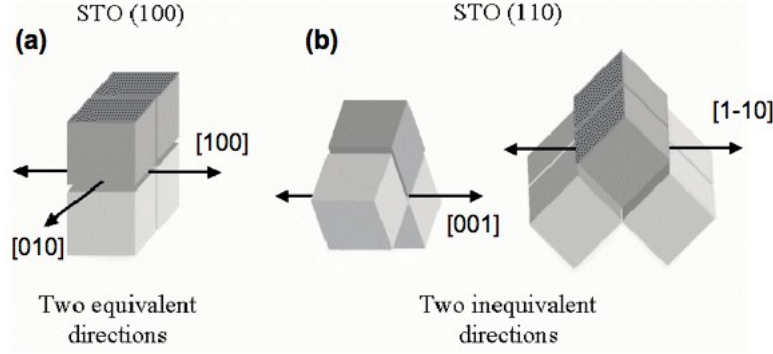 STO (100)
STO (110)
(a)
(b)
[100]
[010]
[001]
[1-10]
Two equivalent
directions
Two inequivalent
directions